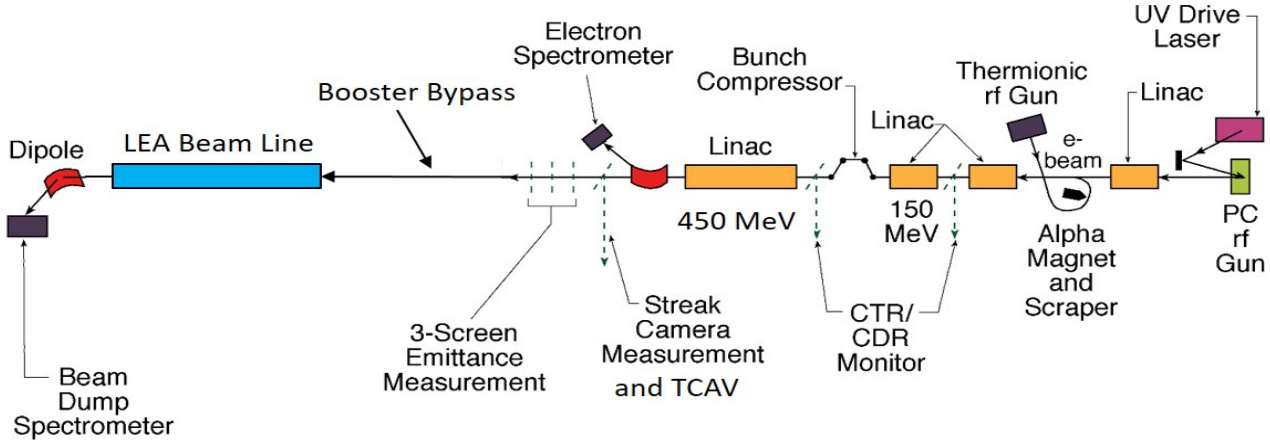 UV Drive
Laser
Electron
Spectrometer
Bunch
Compressor
Thermionic
rf Gun
Linac
Booster Bypass
Linac
e-
beam
Dipole
LEA Beam Line
Linac
450 MeV
150
MeV
PC
rf
Gun
Alpha
Magnet
and
Scraper
Streak
Camera
Measurement
and TCAV
CTR/
CDR
Monitor
3-Screen
Emittance
Measurement
Beam
Dump
Spectrometer